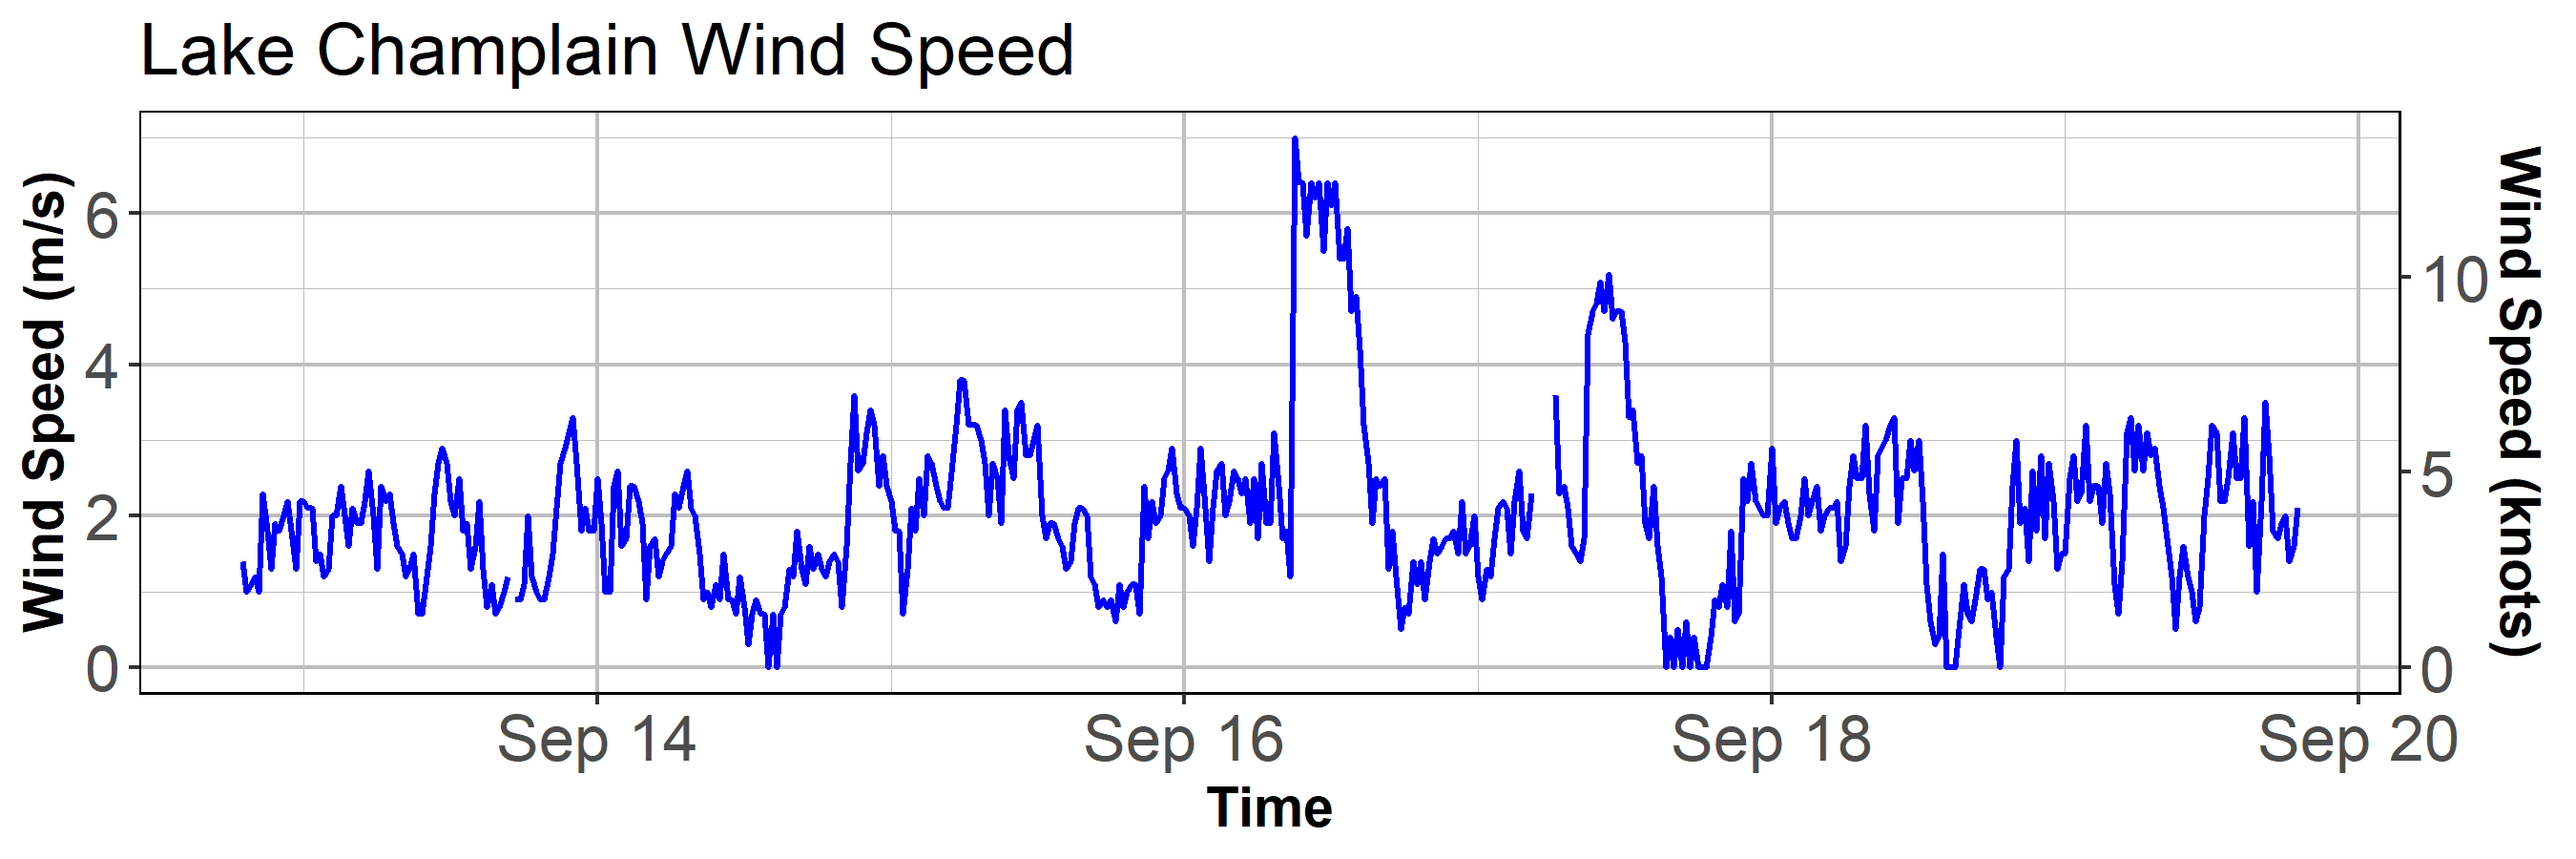 Lake Champlain Wind Speed
Wind Speed (m/s)
6
4
2
0
Wind Speed (knots)
10
5
0
Sep 14
Sep 16
Sep 18
Sep 20
Time